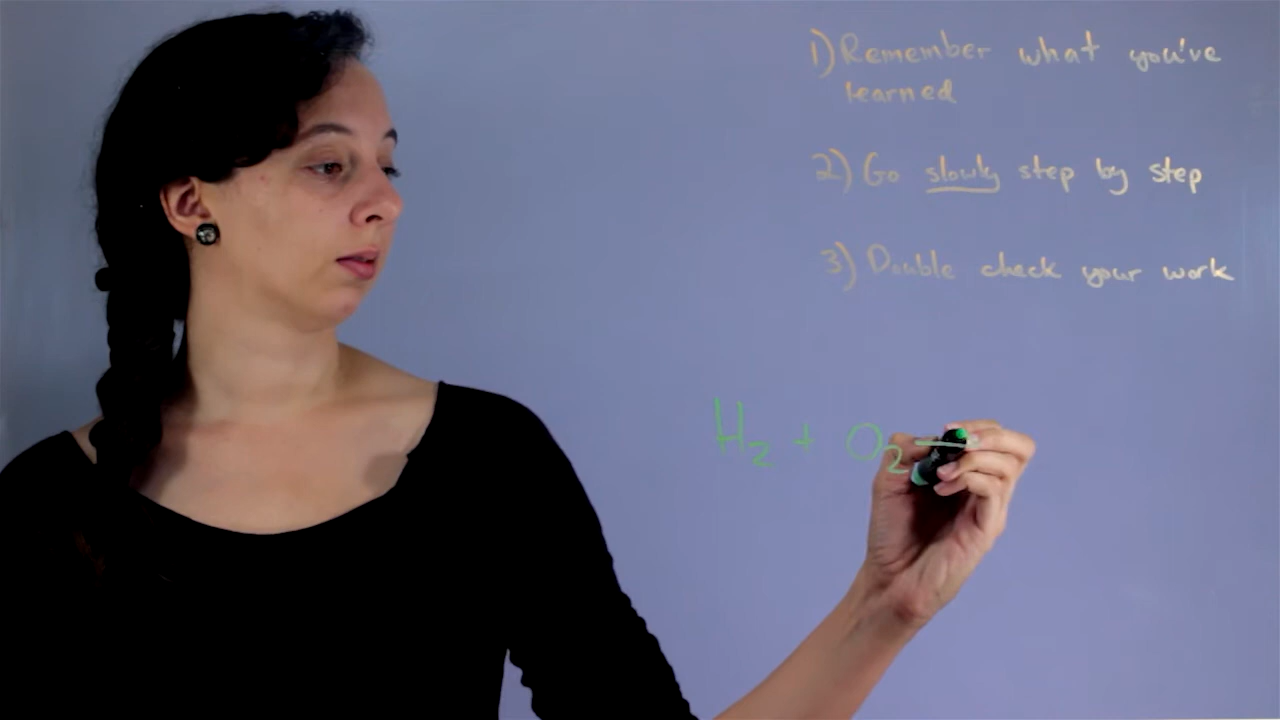 1) Remember what you've
learned
2) Go slowly step by step
3) Double check your work
H₂ + O₂